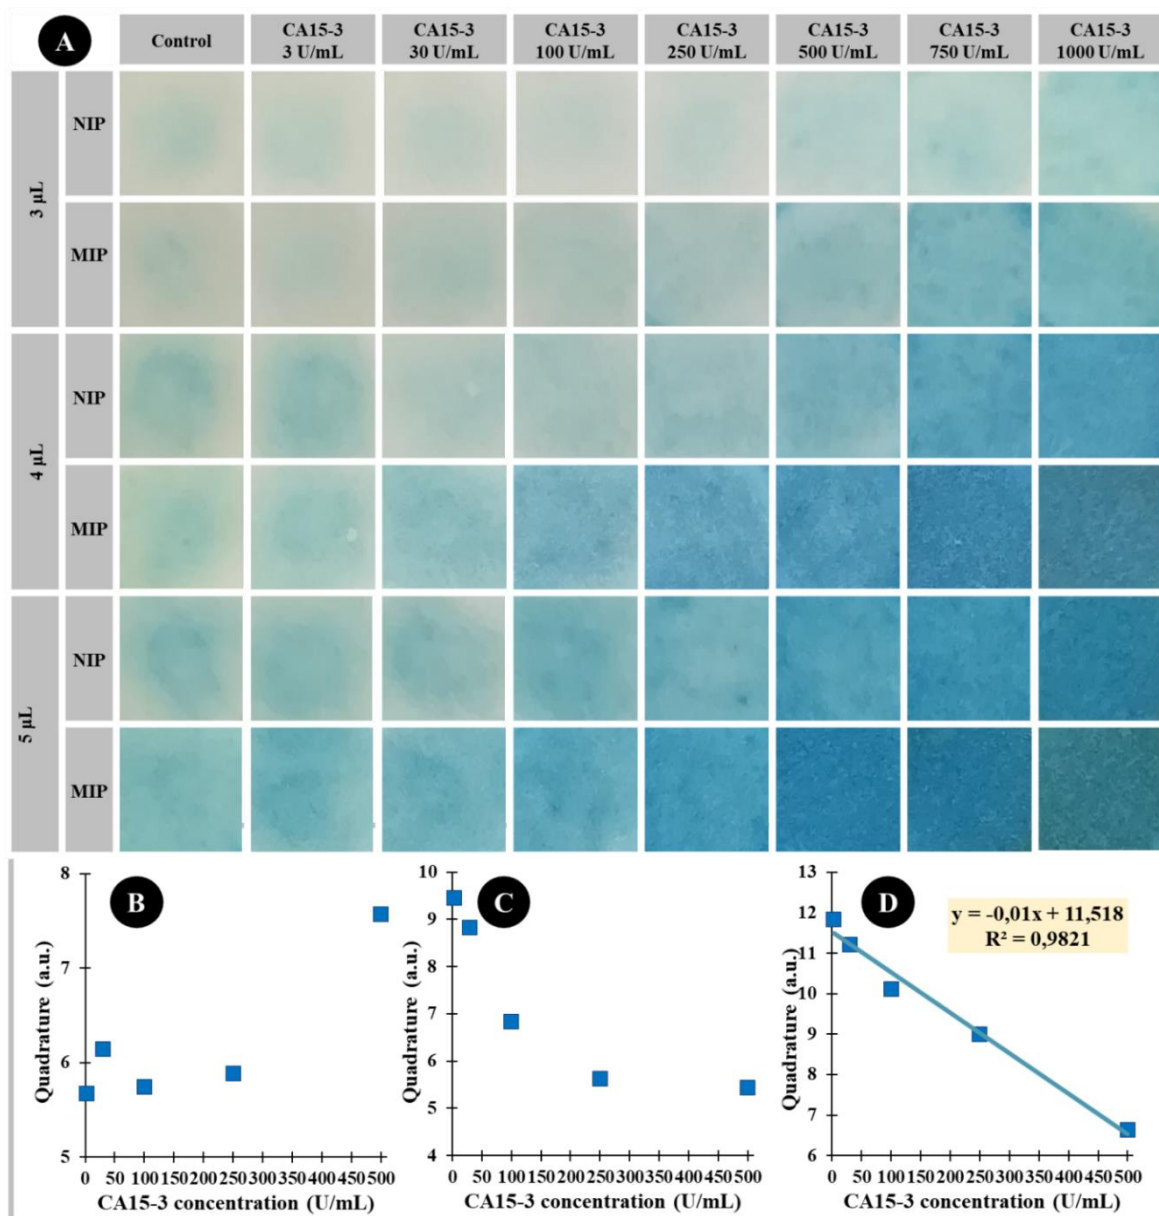 A
Control
CA15-3
3 U/mL
CA15-3
30 U/mL
CA15-3
100 U/mL
CA15-3
250 U/mL
CA15-3
500 U/mL
CA15-3
750 U/mL
CA15-3
1000 U/mL
3 µL
NIP
MIP
4 µL
NIP
MIP
5 µL
NIP
MIP
B
8
7
6
5
Quadrature (a.u.)
0 50 100 150 200 250 300 350 400 450 500
CA15-3 concentration (U/mL)
C
10
9
8
7
6
5
4
Quadrature (a.u.)
0 50 100 150 200 250 300 350 400 450 500
CA15-3 concentration (U/mL)
D
y = -0,01x + 11,518
R² = 0,9821
13
12
11
10
9
8
7
6
Quadrature (a.u.)
0 50 100 150 200 250 300 350 400 450 500
CA15-3 concentration (U/mL)